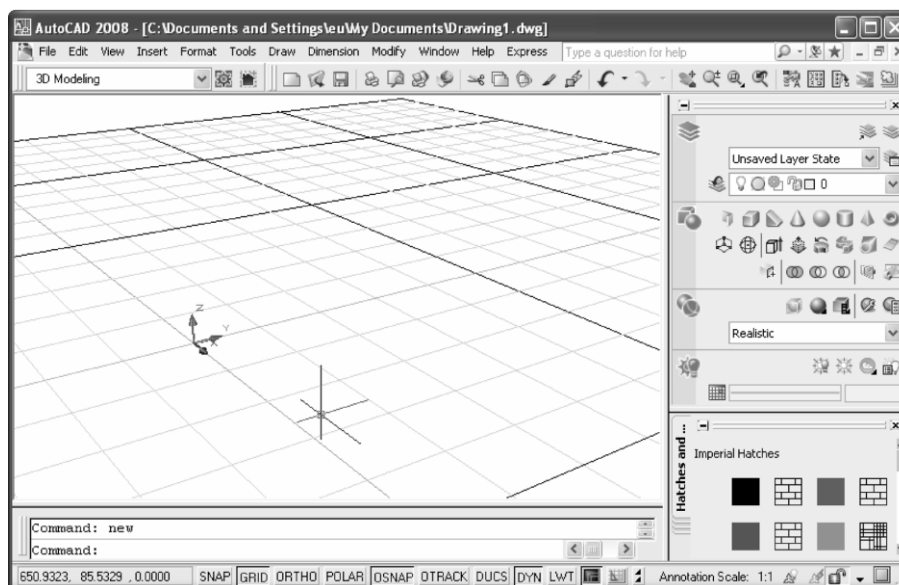 AutoCAD 2008 - [C:\Documents and Settings\eu\My Documents\Drawing1.dwg]
File Edit View Insert Format Tools Draw Dimension Modify Window Help Express Type a question for help
3D Modeling
Unsaved Layer State
0
Z
Y
X
Realistic
Hatches and ...
Imperial Hatches
Command: new
Command:
650.9323, 85.5329 , 0.0000 SNAP GRID ORTHO POLAR OSNAP OTRACK DUCS DYN LWT Annotation Scale: 1:1